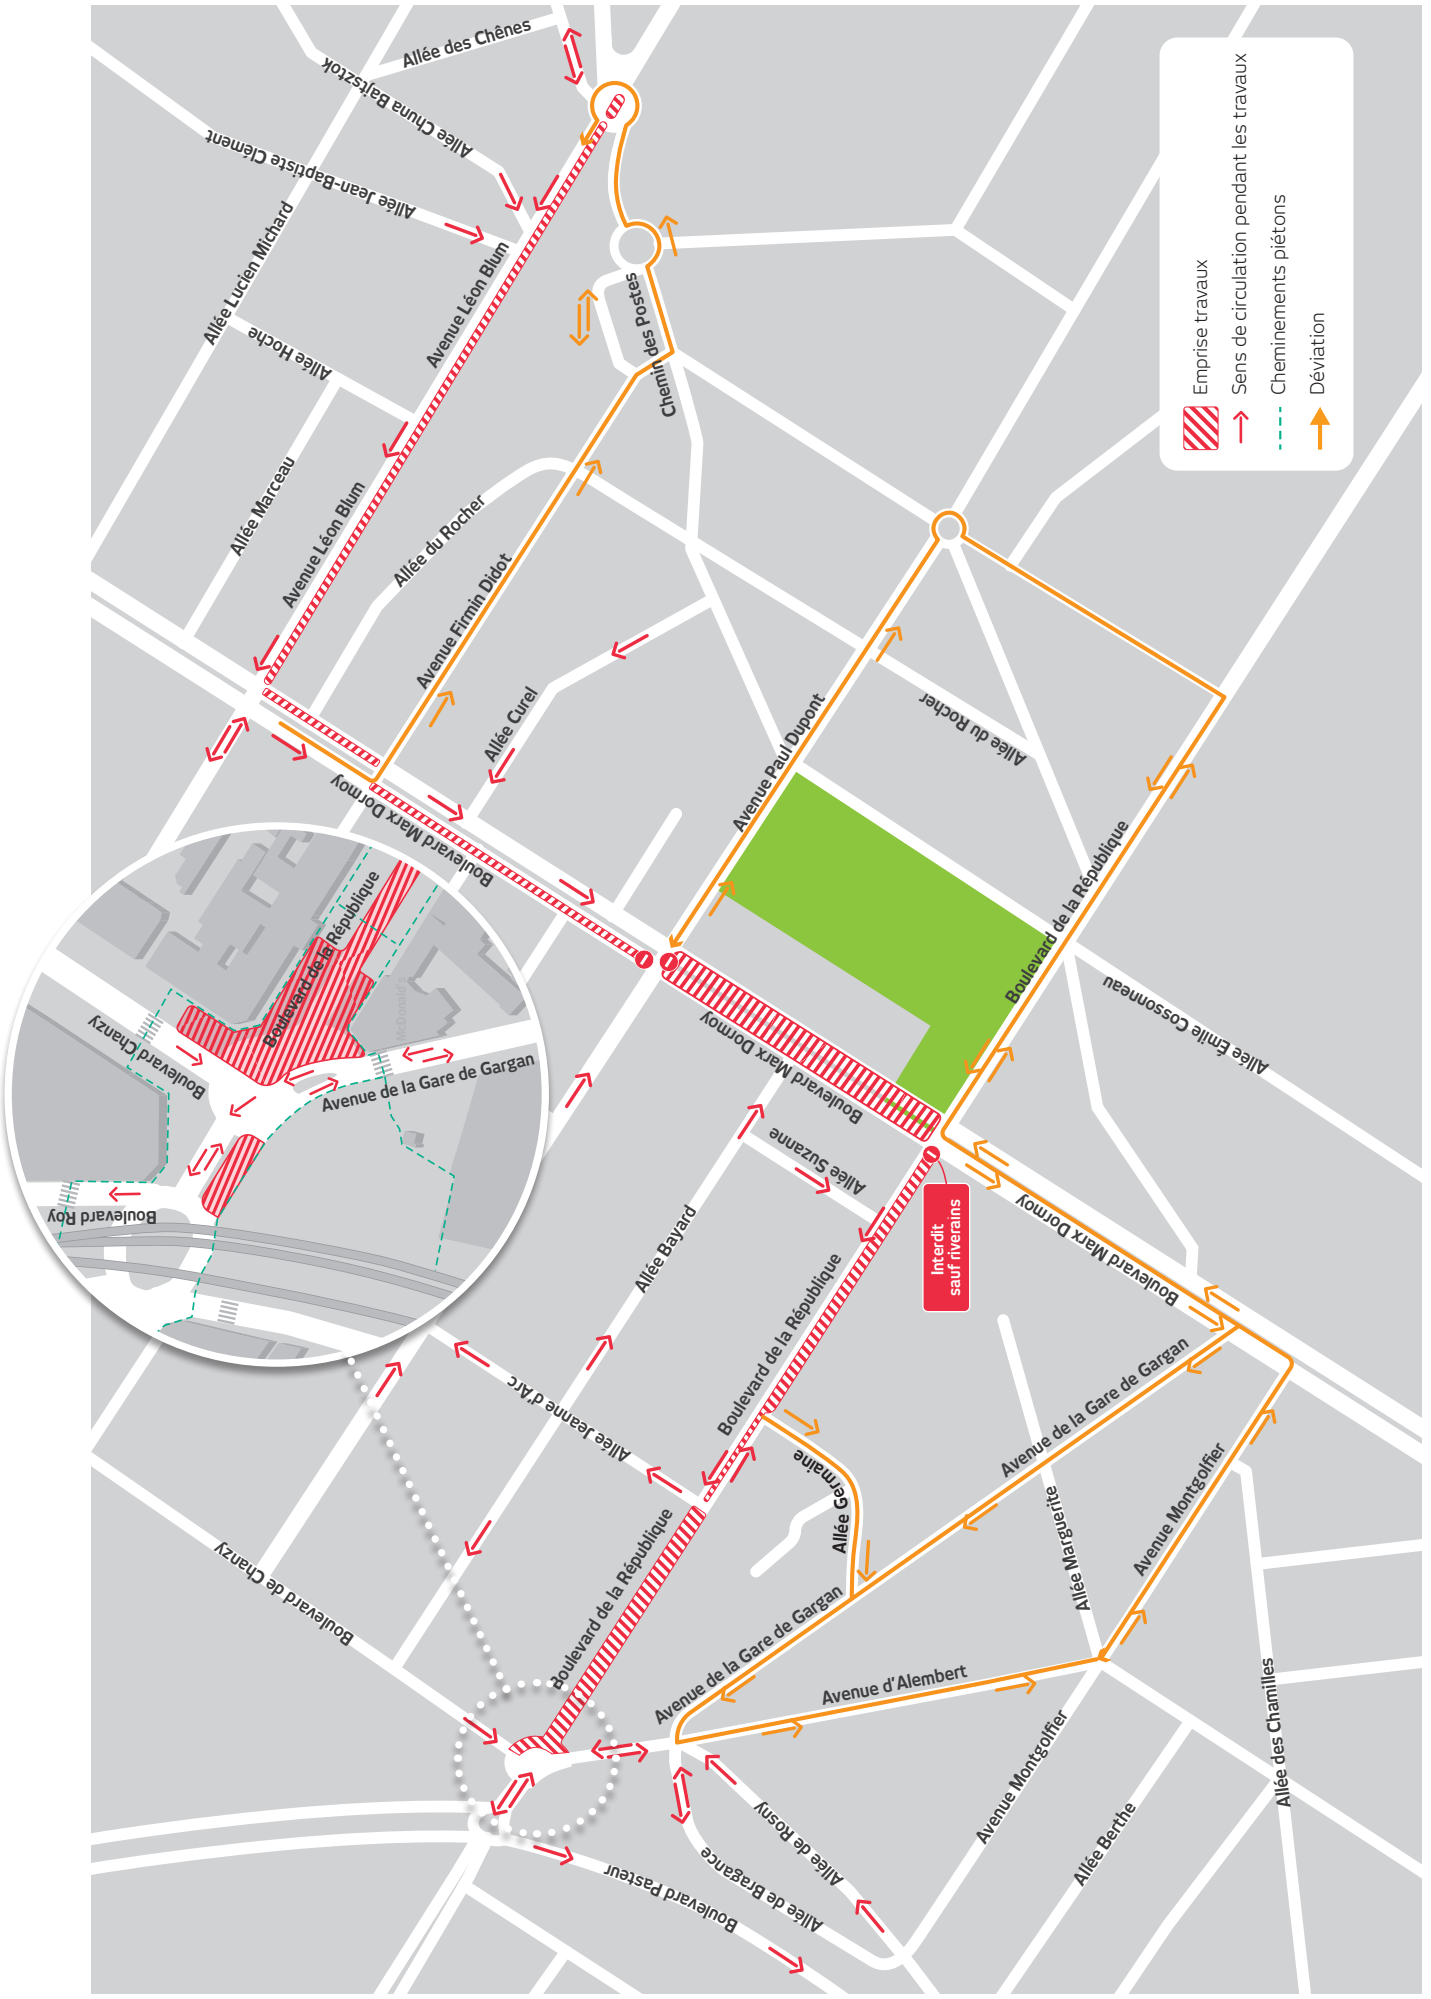 Allée des Chênes
Allée Chuna Bajtsztok
Allée Jean-Baptiste Clément
Allée Lucien Michard
Allée Hoche
Avenue Léon Blum
Allée Marceau
Avenue Léon Blum
Chemin des Postes
Allée du Rocher
Avenue Firmin Didot
Allée Curel
Boulevard Marx Dormoy
Avenue Paul Dupont
Allée du Rocher
Boulevard de la République
Allée Émile Cossonneau
Boulevard Marx Dormoy
Allée Suzanne
Interdit
sauf riverains
Boulevard Marx Dormoy
Allée Bayard
Boulevard de la République
Allée Jeanne d'Arc
Avenue de la Gare de Gargan
Allée Germaine
Allée Marguerite
Avenue Montgolfier
Boulevard de Chanzy
Boulevard de la République
Avenue de la Gare de Gargan
Avenue d'Alembert
Avenue Montgolfier
Allée des Chamilles
Allée Berthe
Allée de Rosny
Allée de Bragance
Boulevard Pasteur
Boulevard de la République
McDonald's
Boulevard Chanzy
Avenue de la Gare de Gargan
Boulevard Roy
Emprise travaux
Sens de circulation pendant les travaux
Cheminements piétons
Déviation